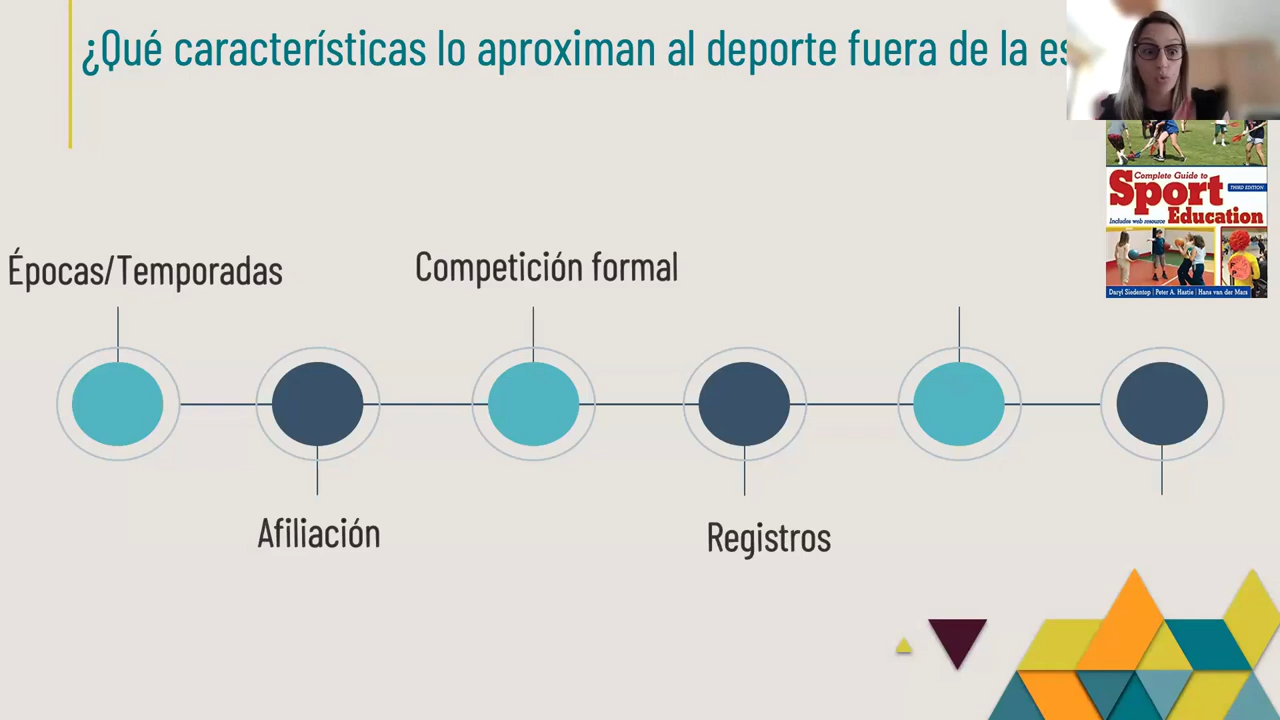 ¿Qué características lo aproximan al deporte fuera de la es
Complete Guide to
Sport
THIRD EDITION
Includes web resource
Education
Daryl Siedentop | Peter A. Hastie | Hans van der Mars
Épocas/Temporadas
Competición formal
Afiliación
Registros